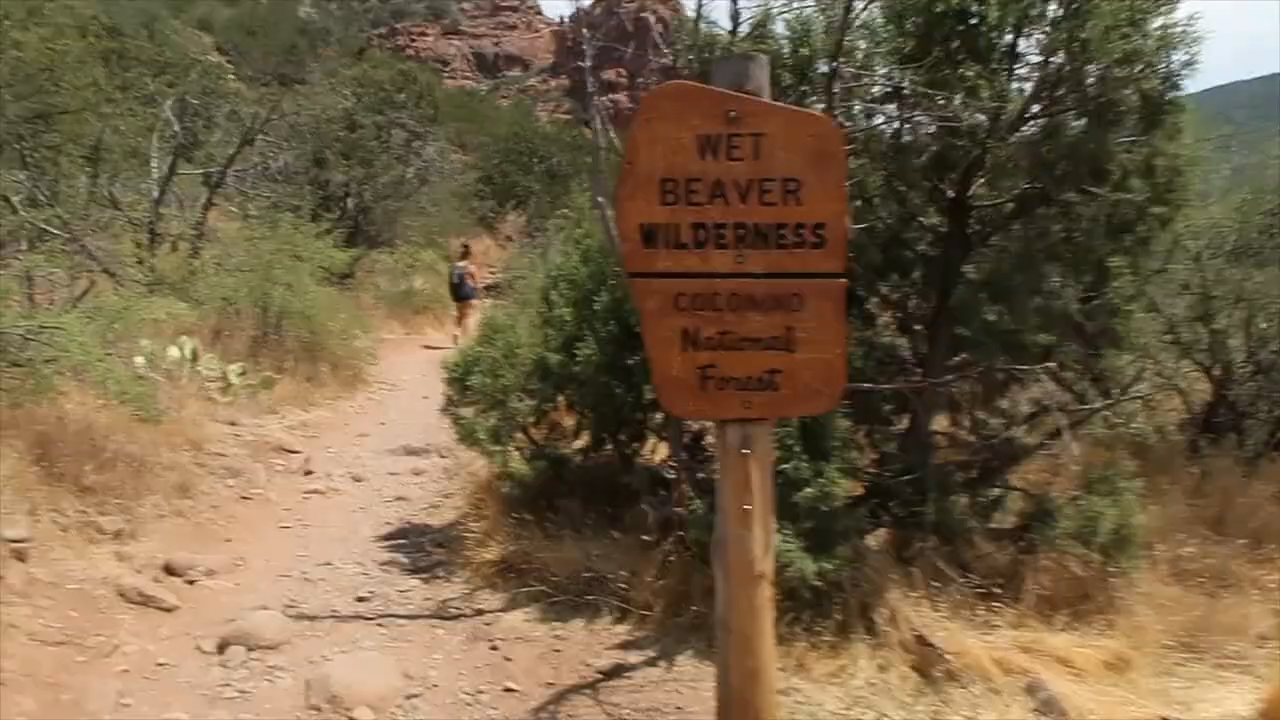 WET
BEAVER
WILDERNESS
COCONINO
National
Forest